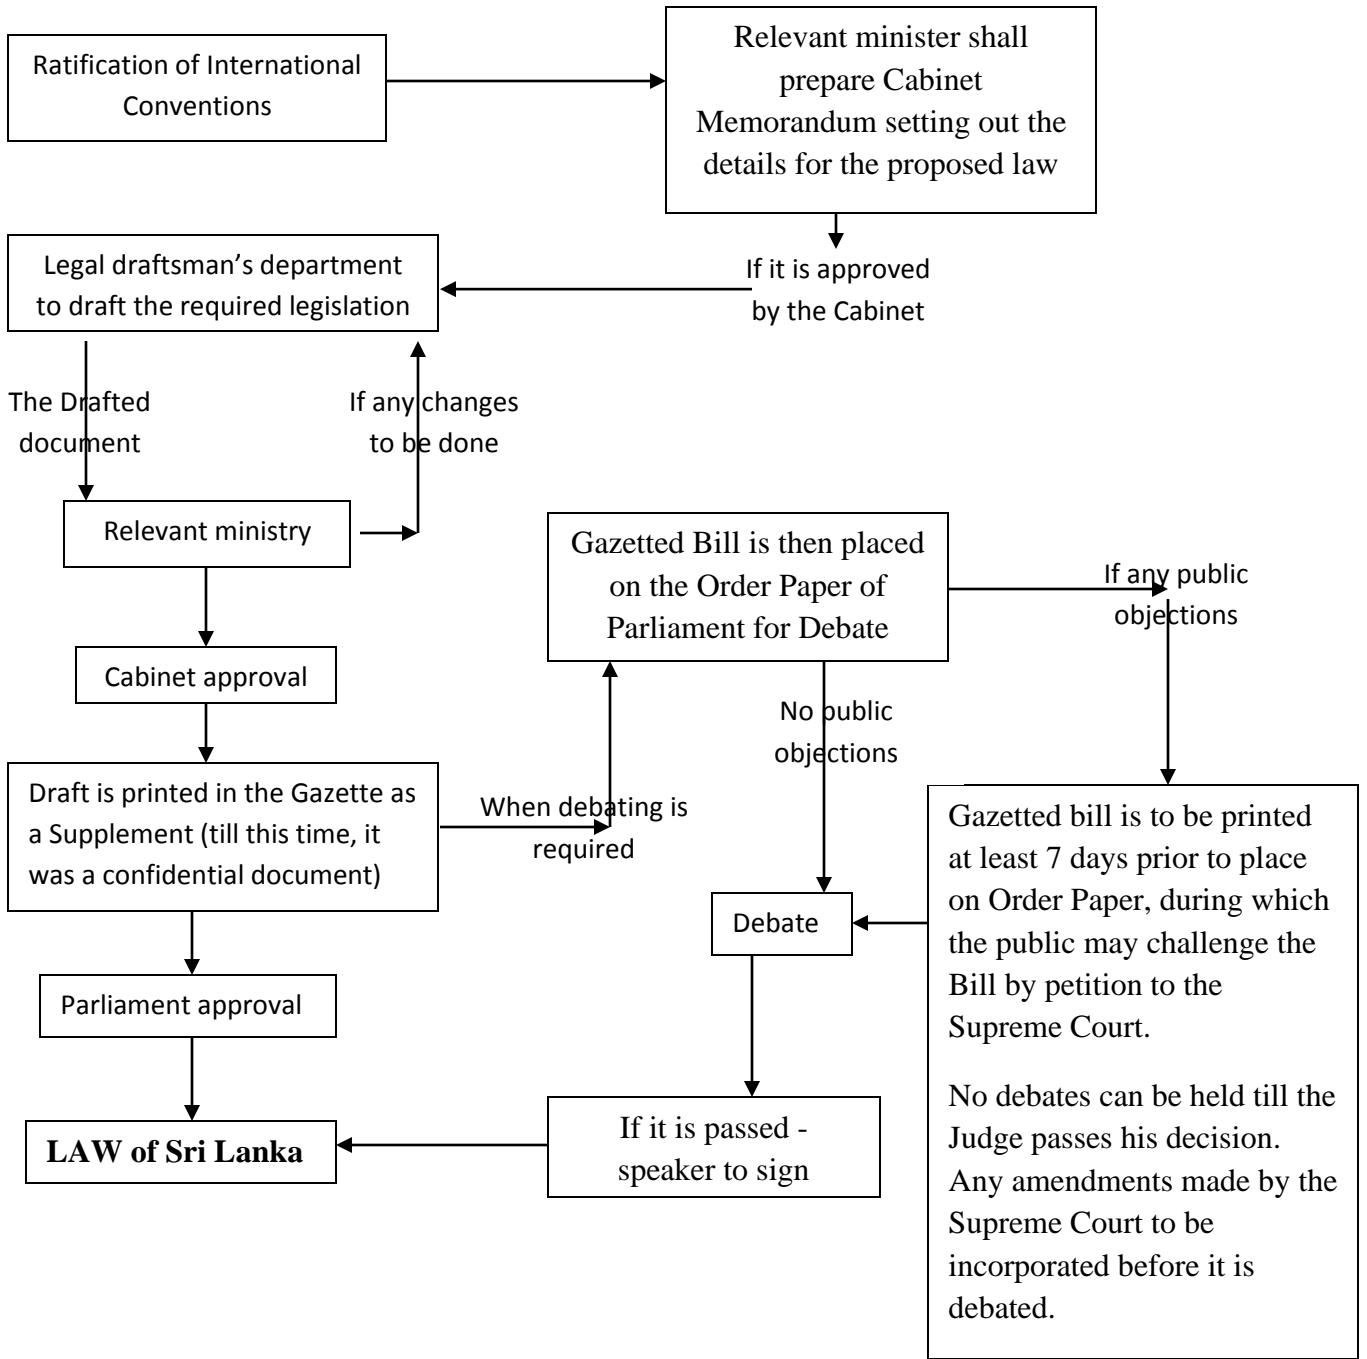 Ratification of International
Conventions
Relevant minister shall
prepare Cabinet
Memorandum setting out the
details for the proposed law
If it is approved
by the Cabinet
Legal draftsman’s department
to draft the required legislation
The Drafted
document
If any changes
to be done
Relevant ministry
Cabinet approval
Draft is printed in the Gazette as
a Supplement (till this time, it
was a confidential document)
When debating is
required
Gazetted Bill is then placed
on the Order Paper of
Parliament for Debate
If any public
objections
No public
objections
Gazetted bill is to be printed
at least 7 days prior to place
on Order Paper, during which
the public may challenge the
Bill by petition to the
Supreme Court.
No debates can be held till the
Judge passes his decision.
Any amendments made by the
Supreme Court to be
incorporated before it is
debated.
Debate
Parliament approval
If it is passed -
speaker to sign
LAW of Sri Lanka